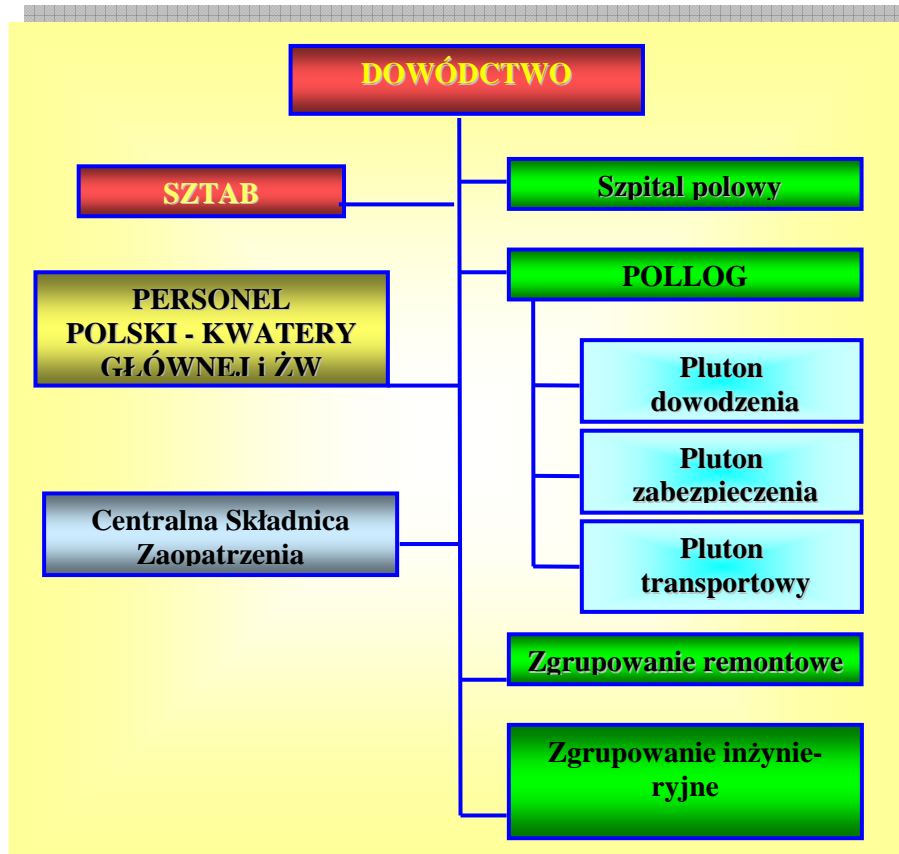 DOWÓDCTWO
SZTAB
Szpital polowy
PERSONEL
POLSKI - KWATERY
GŁÓWNEJ i ŻW
POLLOG
Pluton
dowodzenia
Pluton
zabezpieczenia
Centralna Składnica
Zaopatrzenia
Pluton
transportowy
Zgrupowanie remontowe
Zgrupowanie inżynie-
ryjne